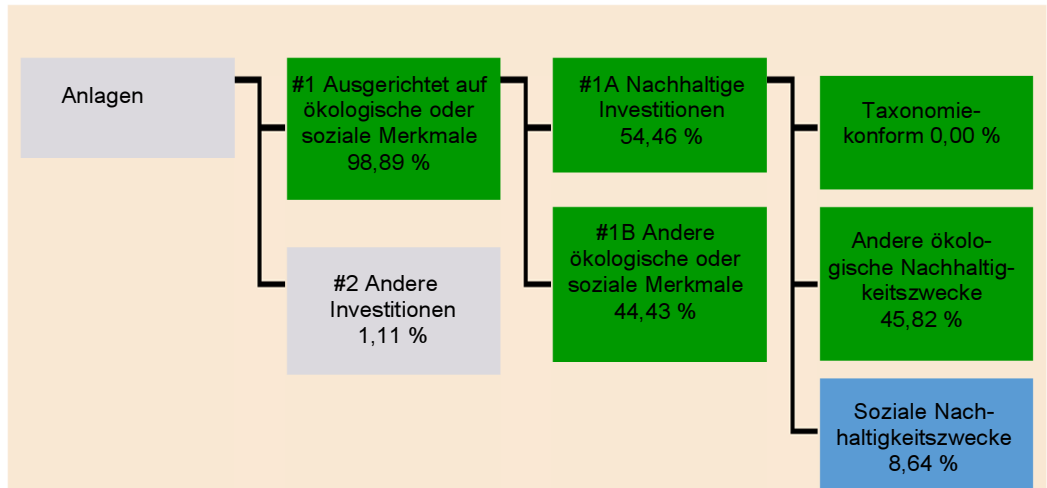 Anlagen
#1 Ausgerichtet auf
ökologische oder
soziale Merkmale
98,89 %
#2 Andere
Investitionen
1,11 %
#1A Nachhaltige
Investitionen
54,46 %
#1B Andere
ökologische oder
soziale Merkmale
44,43 %
Taxonomie-
konform 0,00 %
Andere ökolo-
gische Nachhaltig-
keitszwecke
45,82 %
Soziale Nach-
haltigkeitszwecke
8,64 %